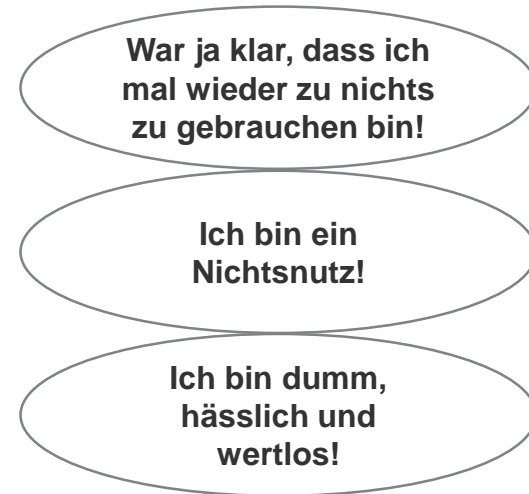 War ja klar, dass ich
mal wieder zu nichts
zu gebrauchen bin!
Ich bin ein
Nichtsnutz!
Ich bin dumm,
hässlich und
wertlos!